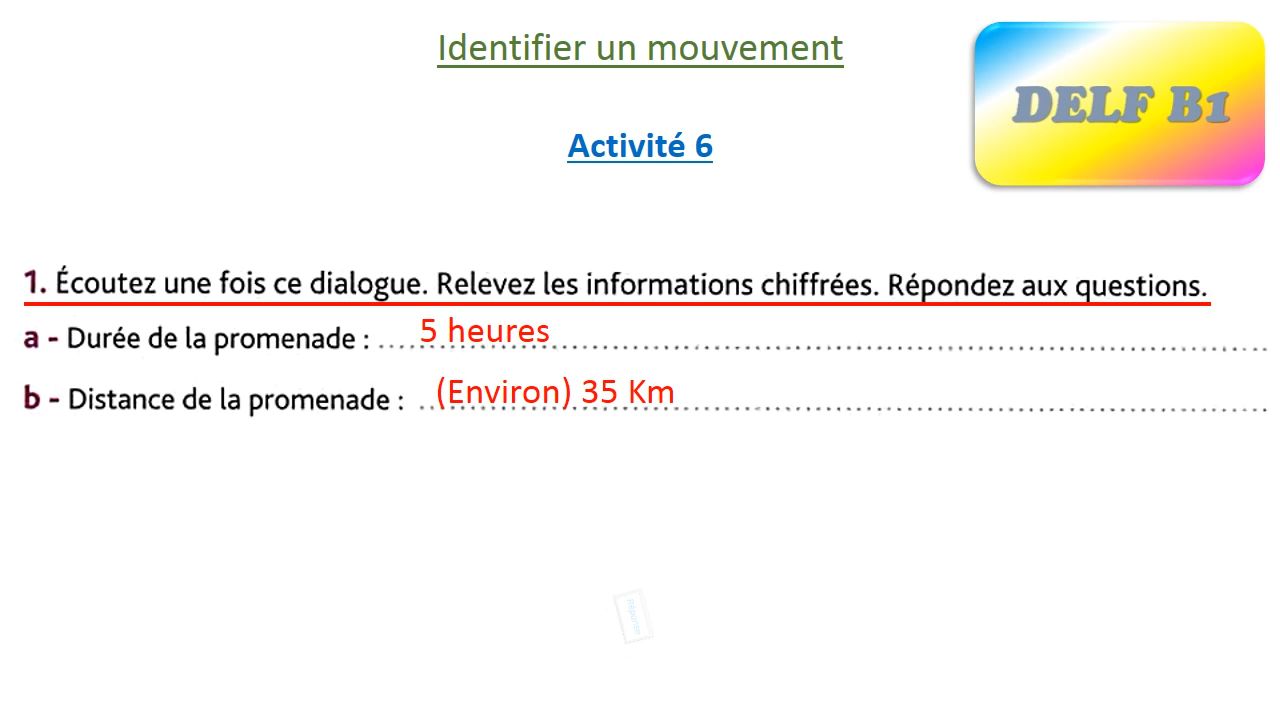 Identifier un mouvement
DELF B1
Activité 6
1. Écoutez une fois ce dialogue. Relevez les informations chiffrées. Répondez aux questions.
a - Durée de la promenade : 5 heures
b - Distance de la promenade : (Environ) 35 Km
Réponse